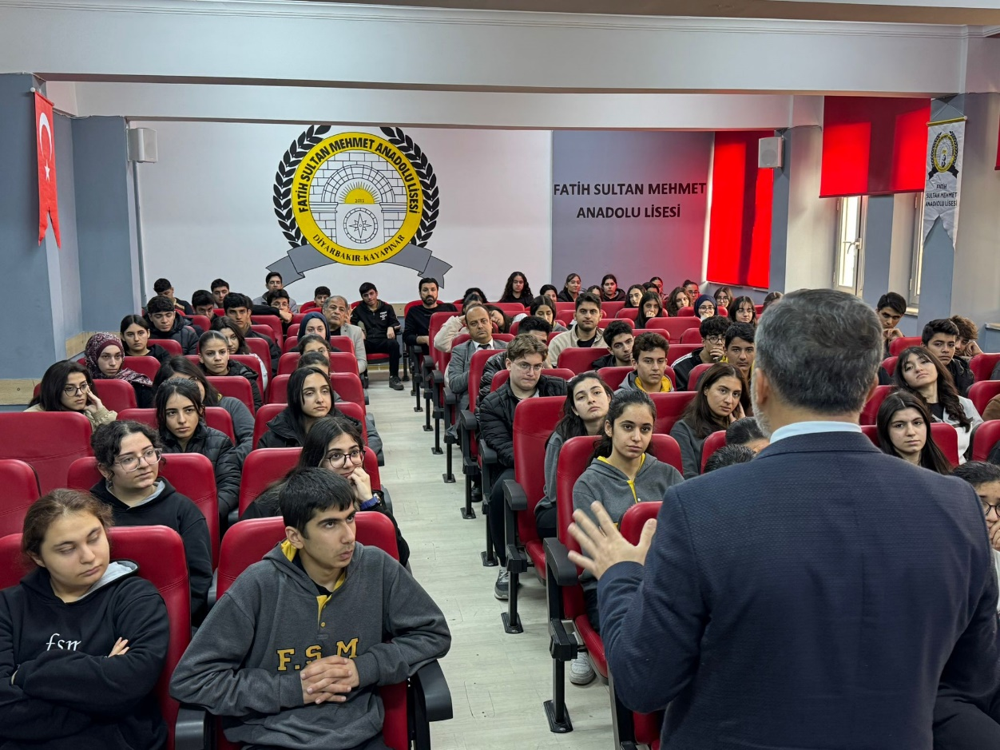 FATİH SULTAN MEHMET ANADOLU LİSESİ
2011
DİYARBAKIR-KAYAPINAR
FATİH SULTAN MEHMET
ANADOLU LİSESİ
FATİH
SULTAN MEHMET
ANADOLU LİSESİ
fsm
F.S.M